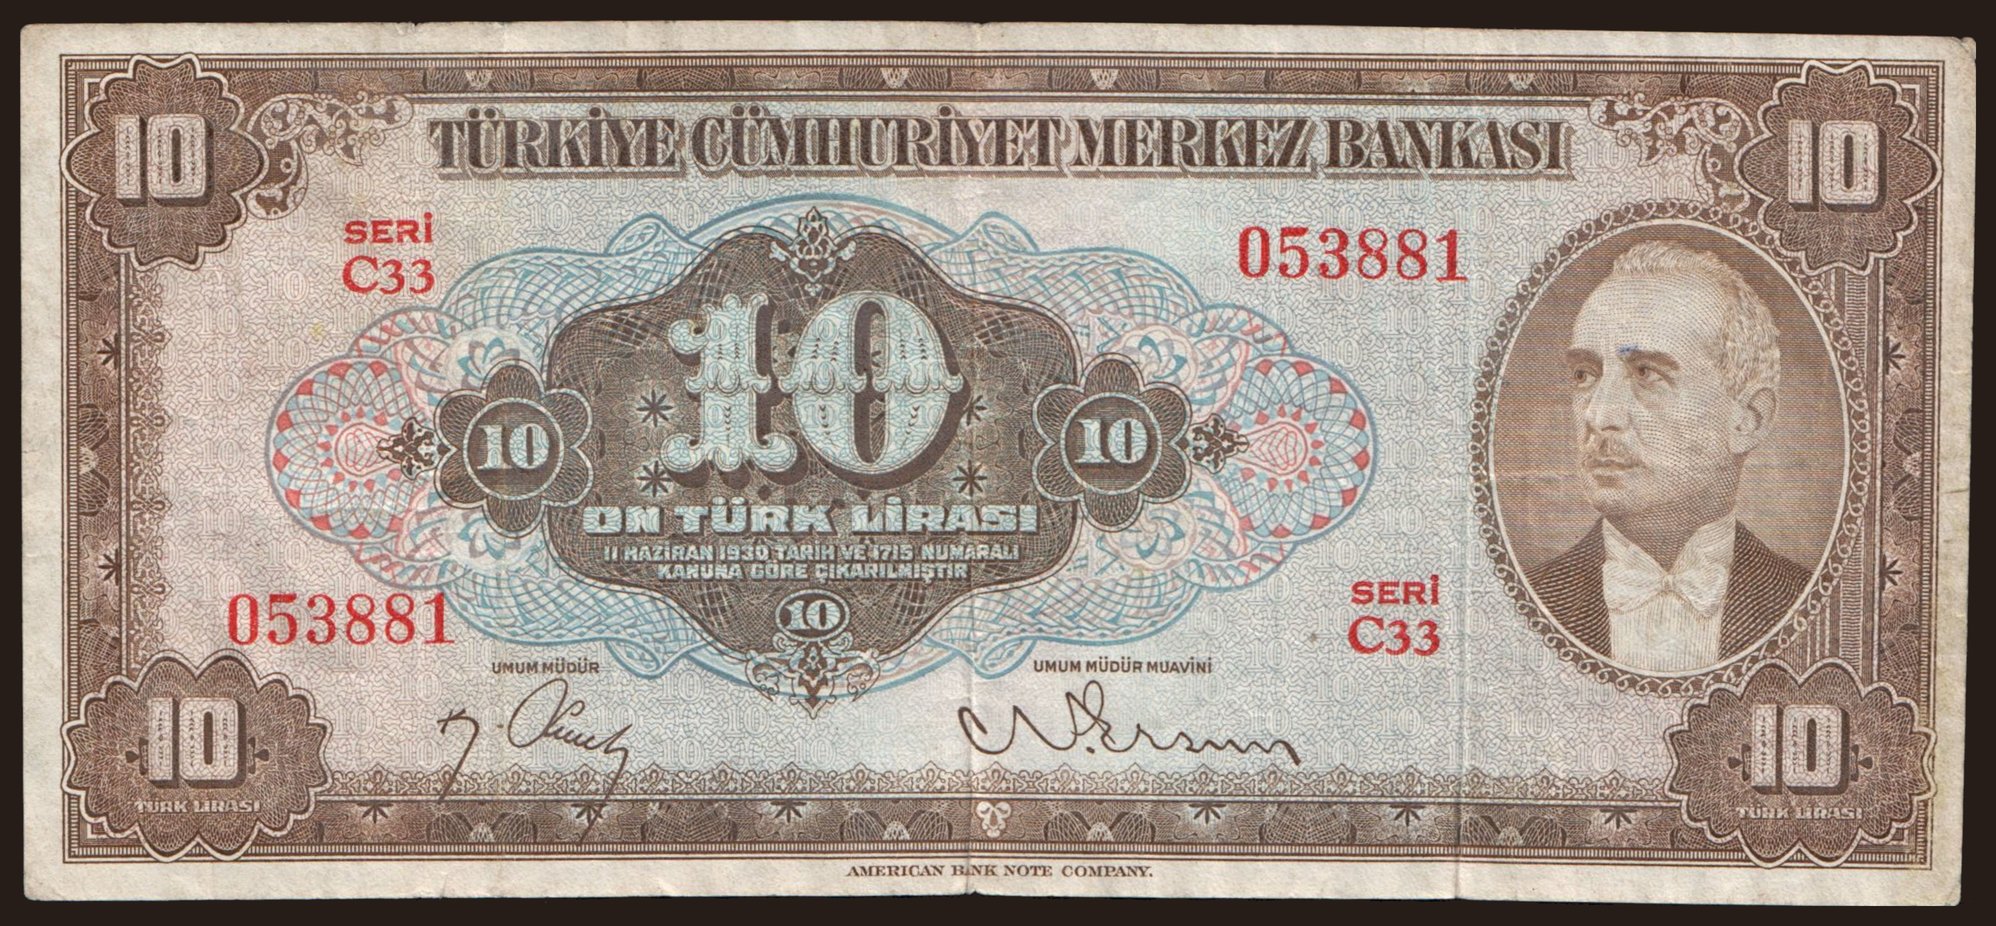 10
10
TÜRKİYE CÜMHURİYET MERKEZ BANKASI
SERİ
C33
053881
10
10
10
ON TÜRK LİRASI
11 HAZİRAN 1930 TARİH VE 1715 NUMARALI
KANUNA GÖRE ÇIKARILMIŞTIR
10
053881
SERİ
C33
UMUM MÜDÜR
UMUM MÜDÜR MUAVİNİ
10
TÜRK LİRASI
10
TÜRK LİRASI
AMERICAN BANK NOTE COMPANY.